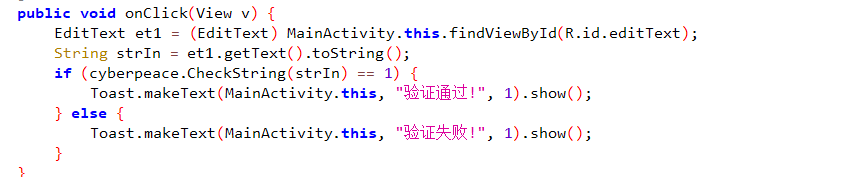 public void onClick(View v) {
    EditText et1 = (EditText) MainActivity.this.findViewById(R.id.editText);
    String strIn = et1.getText().toString();
    if (cyberpeace.CheckString(strIn) == 1) {
        Toast.makeText(MainActivity.this, "验证通过!", 1).show();
    } else {
        Toast.makeText(MainActivity.this, "验证失败!", 1).show();
    }
}